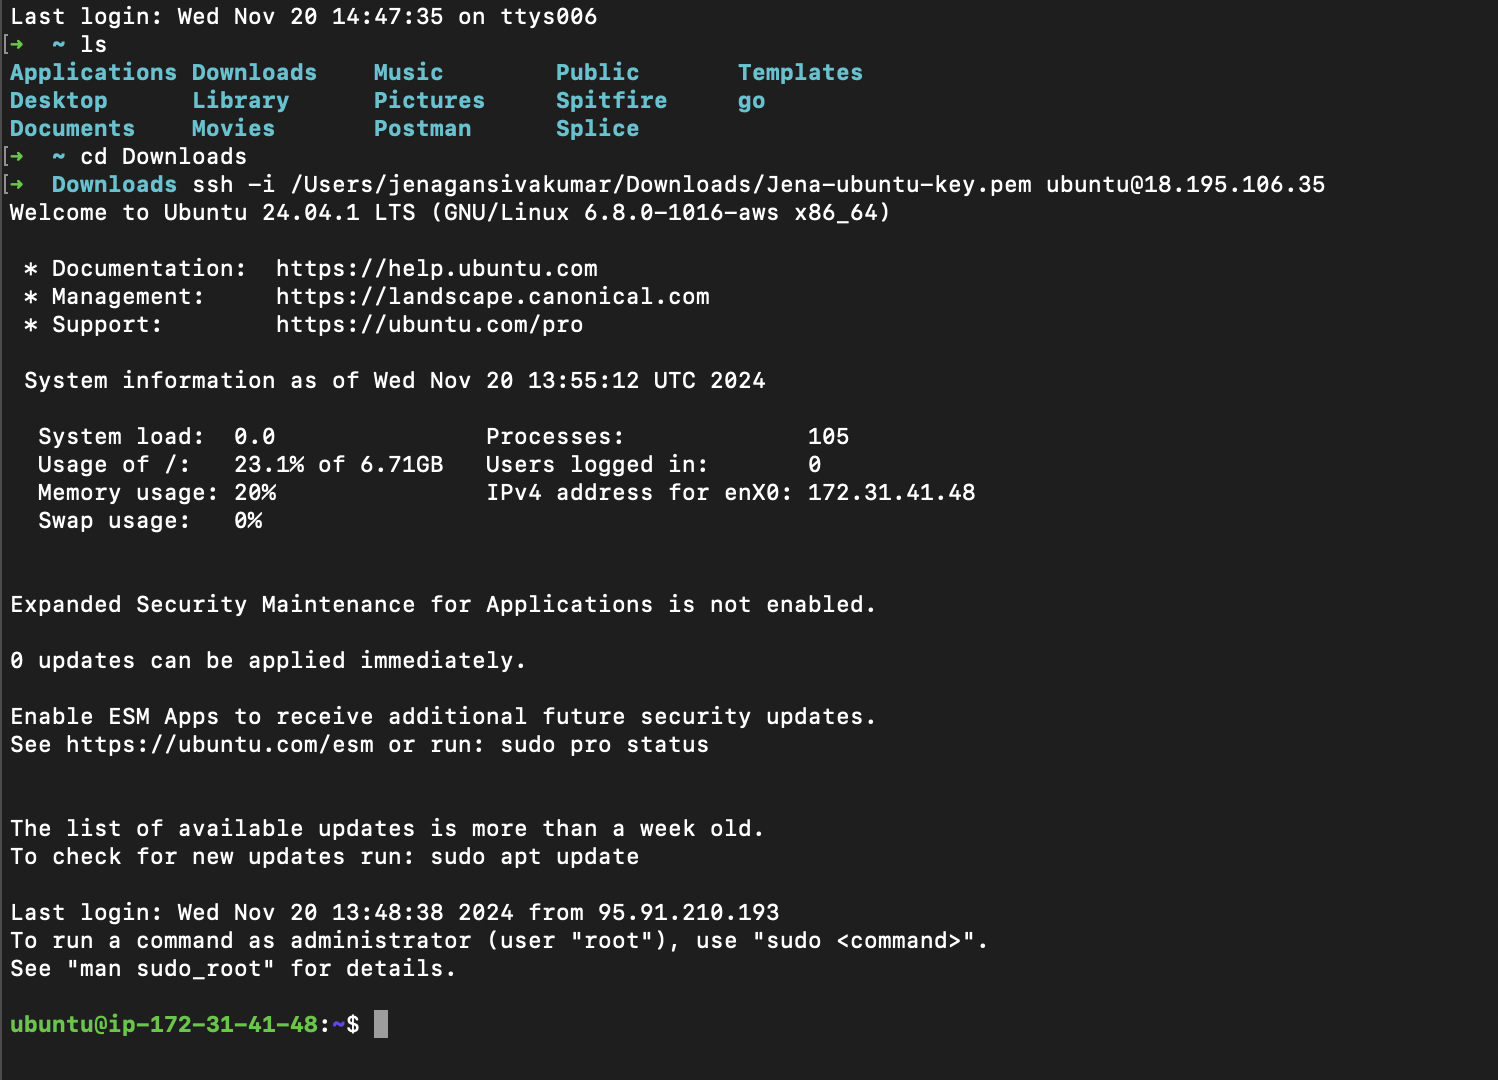 Last login: Wed Nov 20 14:47:35 on ttys006
[➜  ~ ls
Applications Downloads    Music        Public       Templates
Desktop      Library      Pictures     Spitfire     go
Documents    Movies       Postman      Splice
[➜  ~ cd Downloads
[➜  Downloads ssh -i /Users/jenagansivakumar/Downloads/Jena-ubuntu-key.pem ubuntu@18.195.106.35
Welcome to Ubuntu 24.04.1 LTS (GNU/Linux 6.8.0-1016-aws x86_64)

 * Documentation:  https://help.ubuntu.com
 * Management:     https://landscape.canonical.com
 * Support:        https://ubuntu.com/pro

 System information as of Wed Nov 20 13:55:12 UTC 2024

  System load:  0.0               Processes:             105
  Usage of /:   23.1% of 6.71GB   Users logged in:       0
  Memory usage: 20%               IPv4 address for enX0: 172.31.41.48
  Swap usage:   0%


Expanded Security Maintenance for Applications is not enabled.

0 updates can be applied immediately.

Enable ESM Apps to receive additional future security updates.
See https://ubuntu.com/esm or run: sudo pro status


The list of available updates is more than a week old.
To check for new updates run: sudo apt update

Last login: Wed Nov 20 13:48:38 2024 from 95.91.210.193
To run a command as administrator (user "root"), use "sudo <command>".
See "man sudo_root" for details.

ubuntu@ip-172-31-41-48:~$